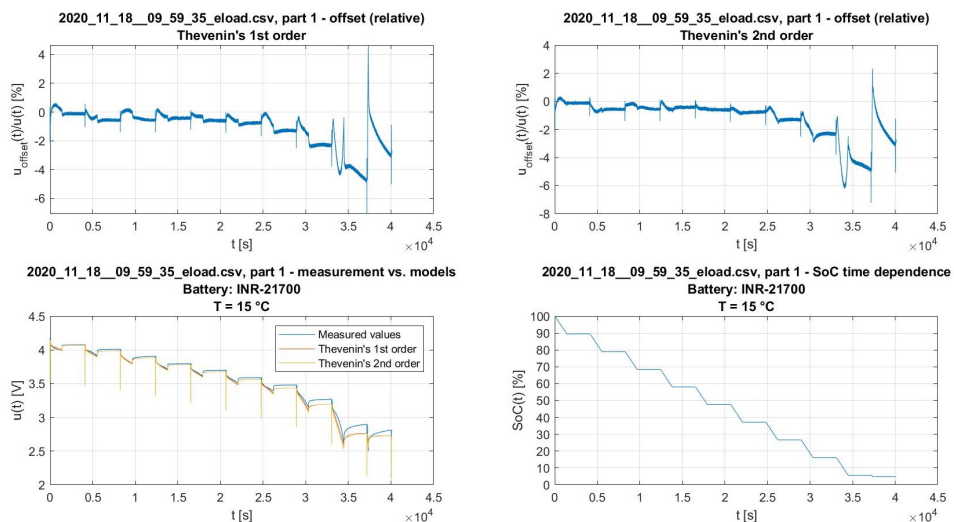 2020_11_18__09_59_35_eload.csv, part 1 - offset (relative)
Thevenin's 1st order
4
2
0
-2
-4
-6
u_offset(t)/u(t) [%]
0 0.5 1 1.5 2 2.5 3 3.5 4 4.5
t [s]
×10^4
2020_11_18__09_59_35_eload.csv, part 1 - offset (relative)
Thevenin's 2nd order
4
2
0
-2
-4
-6
-8
u_offset(t)/u(t) [%]
0 0.5 1 1.5 2 2.5 3 3.5 4 4.5
t [s]
×10^4
2020_11_18__09_59_35_eload.csv, part 1 - measurement vs. models
Battery: INR-21700
T = 15 °C
4.5
4
3.5
3
2.5
2
u(t) [V]
Measured values
Thevenin's 1st order
Thevenin's 2nd order
0 0.5 1 1.5 2 2.5 3 3.5 4 4.5
t [s]
×10^4
2020_11_18__09_59_35_eload.csv, part 1 - SoC time dependence
Battery: INR-21700
T = 15 °C
100
90
80
70
60
50
40
30
20
10
0
SoC(t) [%]
0 0.5 1 1.5 2 2.5 3 3.5 4 4.5
t [s]
×10^4